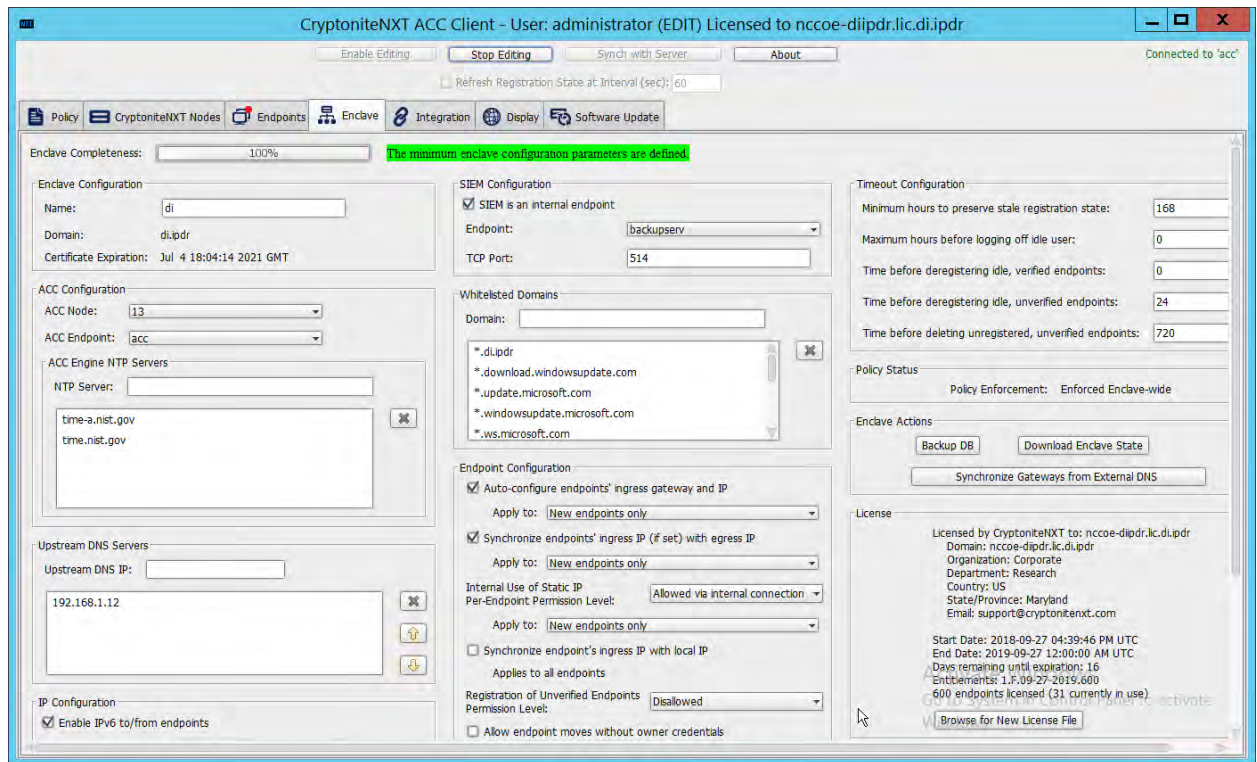 NXT
CryptoniteNXT ACC Client - User: administrator (EDIT) Licensed to nccoe-diipdr.lic.di.ipdr
X
Enable Editing Stop Editing Synch with Server About Connected to 'acc'
Refresh Registration State at Interval (sec): 60
Policy CryptoniteNXT Nodes Endpoints Enclave Integration Display Software Update
Enclave Completeness: 100% The minimum enclave configuration parameters are defined.
Enclave Configuration
Name: di
Domain: di.ipdr
Certificate Expiration: Jul 4 18:04:14 2021 GMT
ACC Configuration
ACC Node: 13
ACC Endpoint: acc
ACC Engine NTP Servers
NTP Server:
time-a.nist.gov
time.nist.gov
Upstream DNS Servers
Upstream DNS IP:
192.168.1.12
IP Configuration
Enable IPv6 to/from endpoints
SIEM Configuration
SIEM is an internal endpoint
Endpoint: backupserv
TCP Port: 514
Whitelisted Domains
Domain:
*.di.ipdr
*.download.windowsupdate.com
*.update.microsoft.com
*.windowsupdate.microsoft.com
*.ws.microsoft.com
Endpoint Configuration
Auto-configure endpoints' ingress gateway and IP
Apply to: New endpoints only
Synchronize endpoints' ingress IP (if set) with egress IP
Apply to: New endpoints only
Internal Use of Static IP
Per-Endpoint Permission Level: Allowed via internal connection
Apply to: New endpoints only
Synchronize endpoint's ingress IP with local IP
Applies to all endpoints
Registration of Unverified Endpoints
Permission Level: Disallowed
Allow endpoint moves without owner credentials
Timeout Configuration
Minimum hours to preserve stale registration state: 168
Maximum hours before logging off idle user: 0
Time before deregistering idle, verified endpoints: 0
Time before deregistering idle, unverified endpoints: 24
Time before deleting unregistered, unverified endpoints: 720
Policy Status
Policy Enforcement: Enforced Enclave-wide
Enclave Actions
Backup DB Download Enclave State
Synchronize Gateways from External DNS
License
Licensed by CryptoniteNXT to: nccoe-diipdr.lic.di.ipdr
Domain: nccoe-diipdr.lic.di.ipdr
Organization: Corporate
Department: Research
Country: US
State/Province: Maryland
Email: support@cryptonitenxt.com
Start Date: 2018-09-27 04:39:46 PM UTC
End Date: 2019-09-27 12:00:00 AM UTC
Days remaining until expiration: 16
Entitlements: 1.F.09-27-2019.600
600 endpoints licensed (31 currently in use)
Browse for New License File